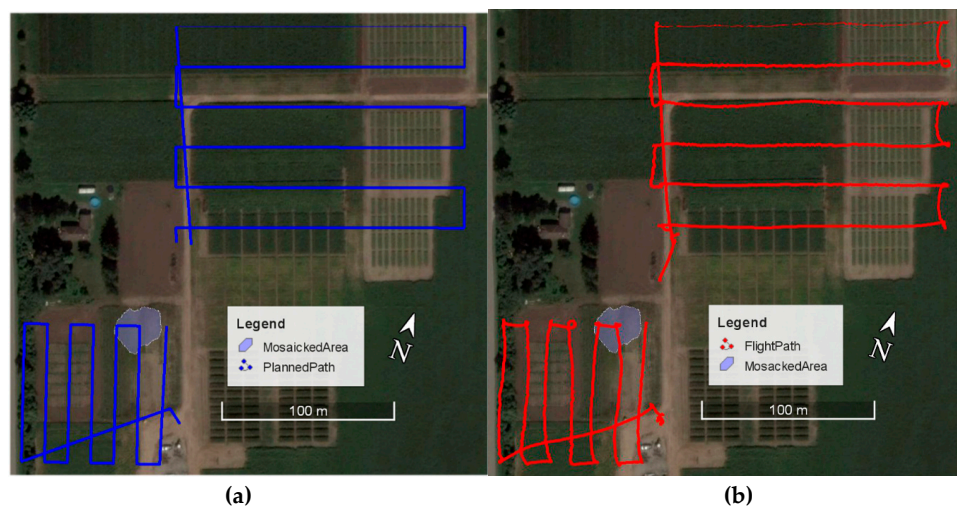 Legend
MosaickedArea
PlannedPath
N
100 m
(a)
Legend
FlightPath
MosackedArea
N
100 m
(b)